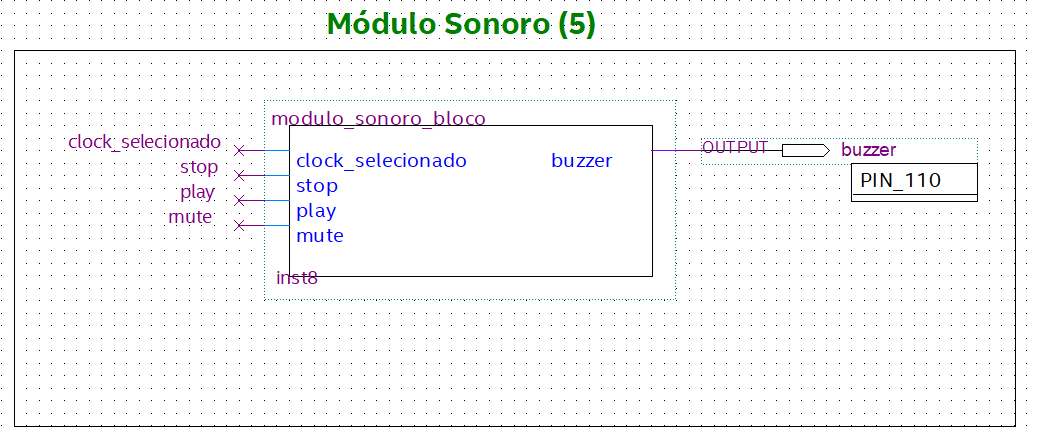 Módulo Sonoro (5)
modulo_sonoro_bloco
clock_selecionado
stop
play
mute
clock_selecionado
stop
play
mute
buzzer
inst8
OUTPUT
buzzer
PIN_110